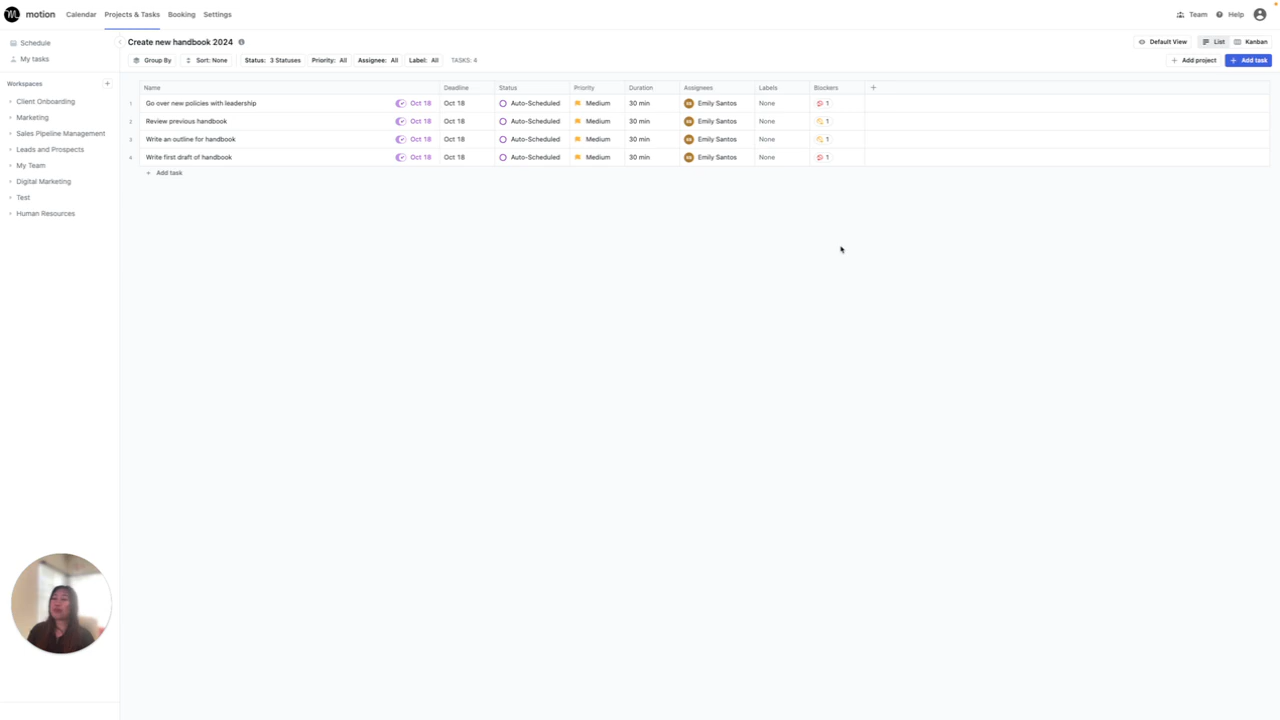 motion Calendar Projects & Tasks Booking Settings Team Help
Schedule
My tasks
Workspaces
Client Onboarding
Marketing
Sales Pipeline Management
Leads and Prospects
My Team
Digital Marketing
Test
Human Resources
Create new handbook 2024 Default View List Kanban
Group By Sort: None Status: 3 Statuses Priority: All Assignee: All Label: All TASKS: 4 Add project Add task
Name Deadline Status Priority Duration Assignees Labels Blockers
1 Go over new policies with leadership Oct 18 Oct 18 Auto-Scheduled Medium 30 min Emily Santos None 1
2 Review previous handbook Oct 18 Oct 18 Auto-Scheduled Medium 30 min Emily Santos None 1
3 Write an outline for handbook Oct 18 Oct 18 Auto-Scheduled Medium 30 min Emily Santos None 1
4 Write first draft of handbook Oct 18 Oct 18 Auto-Scheduled Medium 30 min Emily Santos None 1
Add task